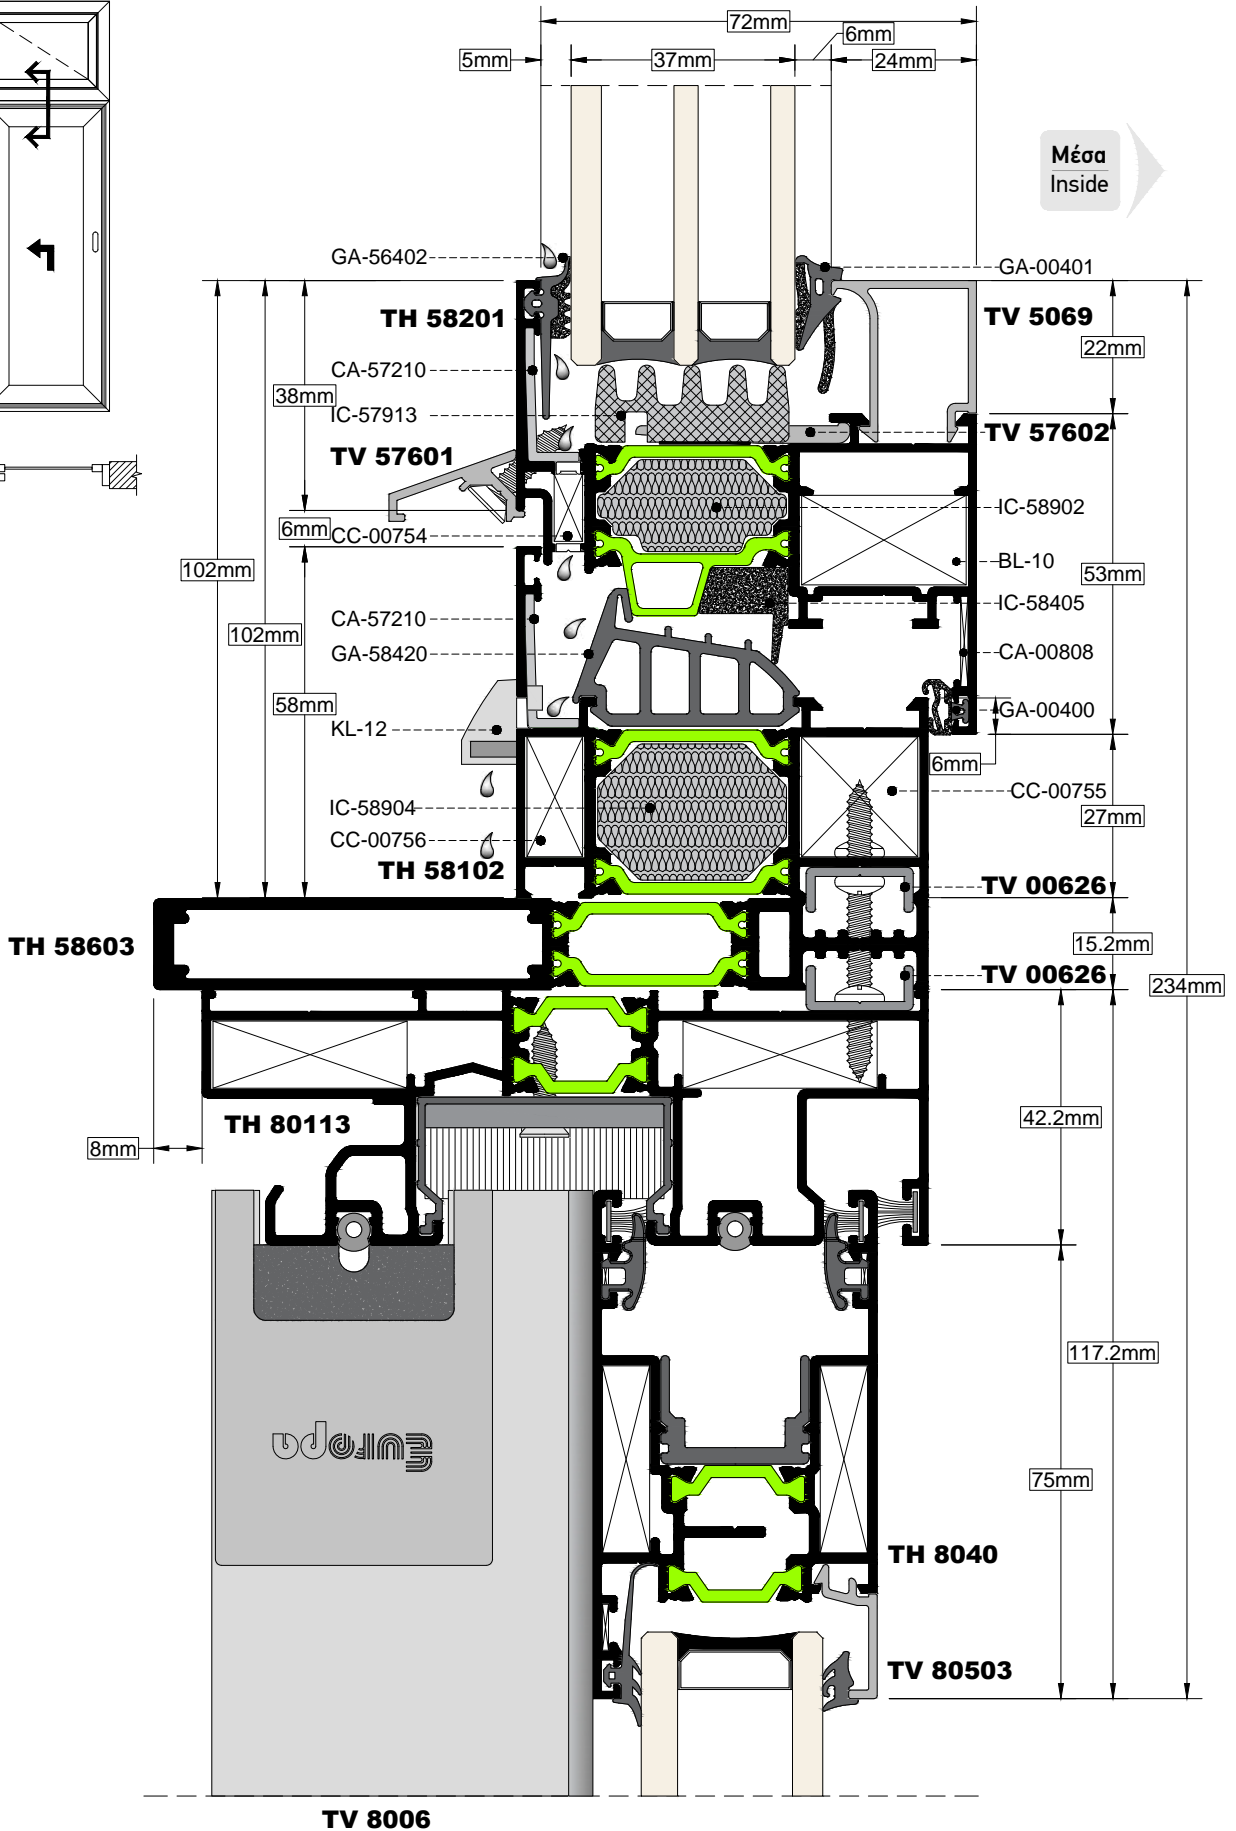 72mm
6mm
5mm
37mm
24mm
Μέσα
Inside
GA-56402
GA-00401
TH 58201
TV 5069
22mm
CA-57210
38mm
IC-57913
TV 57602
TV 57601
IC-58902
6mm
CC-00754
BL-10
102mm
53mm
IC-58405
CA-57210
102mm
GA-58420
CA-00808
58mm
GA-00400
KL-12
6mm
CC-00755
IC-58904
27mm
CC-00756
TH 58102
TV 00626
TH 58603
15.2mm
TV 00626
234mm
TH 80113
42.2mm
8mm
117.2mm
Europa
75mm
TH 8040
TV 80503
TV 8006